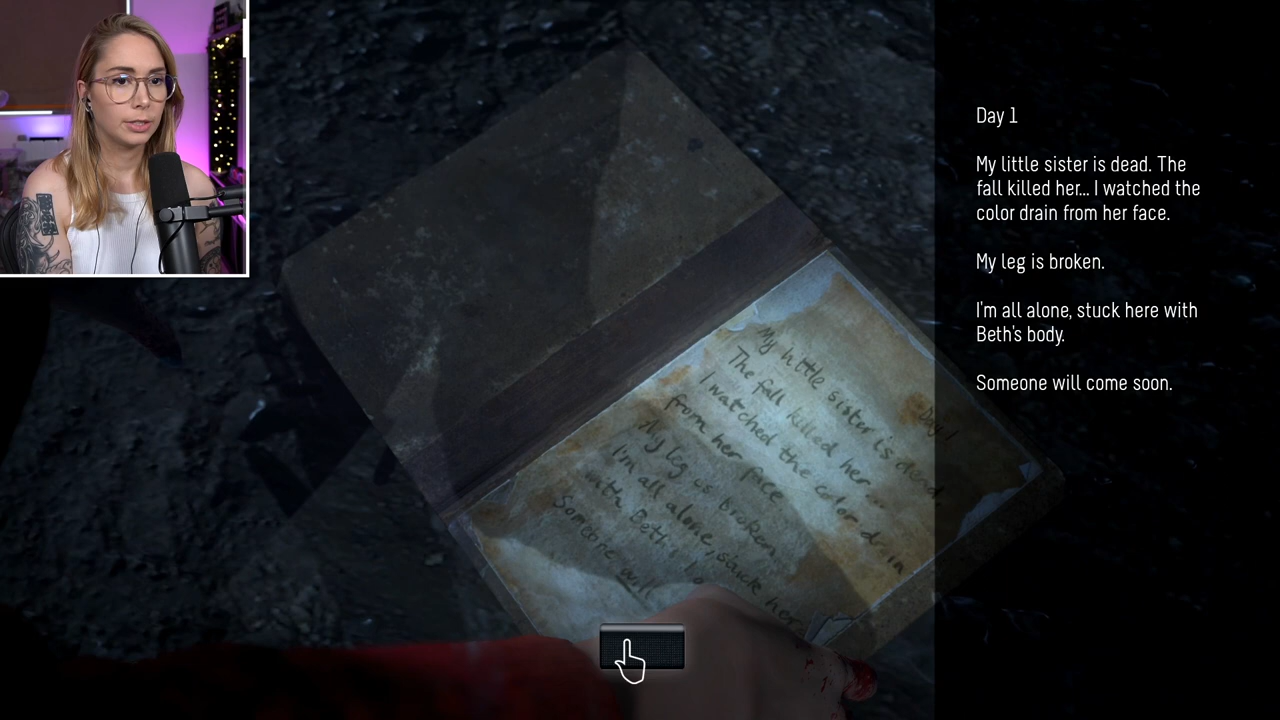 Day 1
My little sister is dead. The
fall killed her... I watched the
color drain from her face.
My leg is broken.
I'm all alone, stuck here with
Beth's body.
Someone will come soon.
Day 1
My little sister is dead.
The fall killed her...
I watched the color drain
from her face
My leg is broken.
I'm all alone, stuck here
with Beth's
Someone will